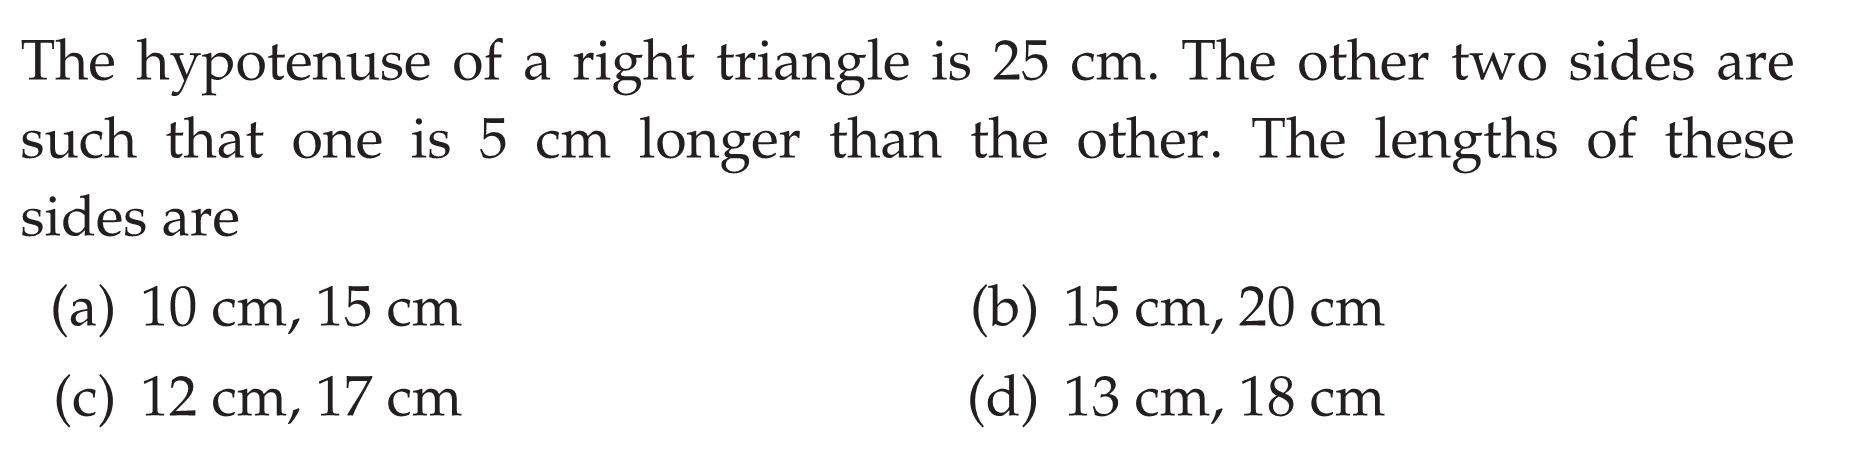 The hypotenuse of a right triangle is 25 cm. The other two sides are
such that one is 5 cm longer than the other. The lengths of these
sides are
(a) 10 cm, 15 cm (b) 15 cm, 20 cm
(c) 12 cm, 17 cm (d) 13 cm, 18 cm